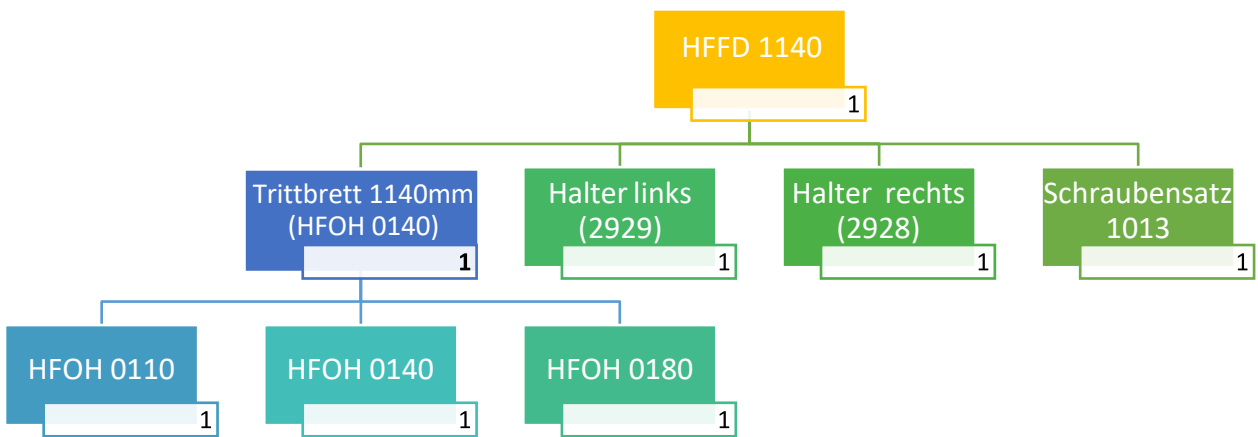 HFFD 1140
1
Trittbrett 1140mm
(HFOH 0140)
1
Halter links
(2929)
1
Halter rechts
(2928)
1
Schraubensatz
1013
1
HFOH 0110
1
HFOH 0140
1
HFOH 0180
1